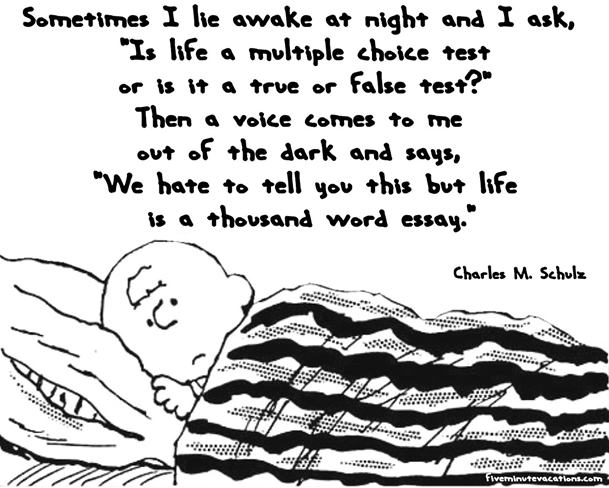 Sometimes I lie awake at night and I ask,
"Is life a multiple choice test
or is it a true or false test?"
Then a voice comes to me
out of the dark and says,
"We hate to tell you this but life
is a thousand word essay."
Charles M. Schulz
fiveminutevacations.com